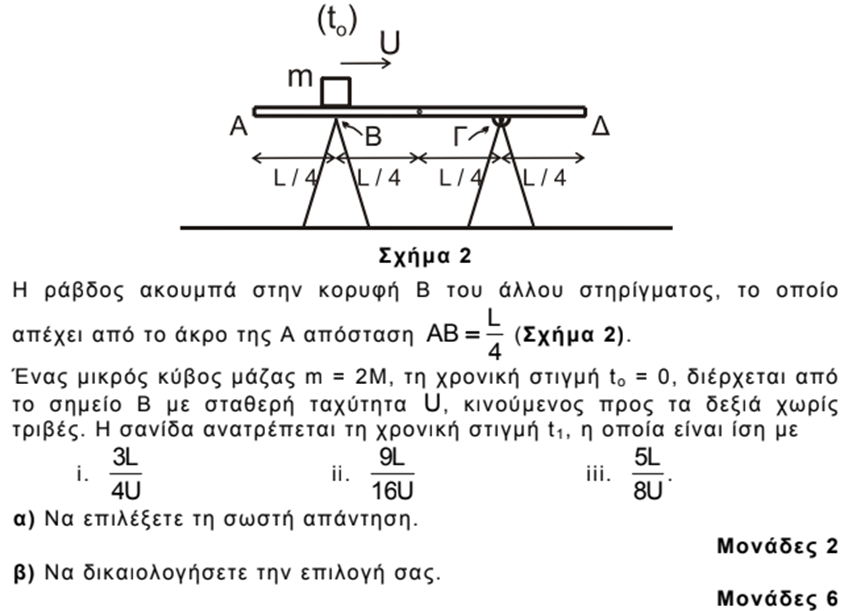 (t₀)
U
m
A B Γ Δ
L / 4 L / 4 L / 4 L / 4
Σχήμα 2
Η ράβδος ακουμπά στην κορυφή Β του άλλου στηρίγματος, το οποίο
απέχει από το άκρο της Α απόσταση AB = L/4 (Σχήμα 2).
Ένας μικρός κύβος μάζας m = 2M, τη χρονική στιγμή t₀ = 0, διέρχεται από
το σημείο Β με σταθερή ταχύτητα U, κινούμενος προς τα δεξιά χωρίς
τριβές. Η σανίδα ανατρέπεται τη χρονική στιγμή t₁, η οποία είναι ίση με
i. 3L/4U ii. 9L/16U iii. 5L/8U.
α) Να επιλέξετε τη σωστή απάντηση.
Μονάδες 2
β) Να δικαιολογήσετε την επιλογή σας.
Μονάδες 6